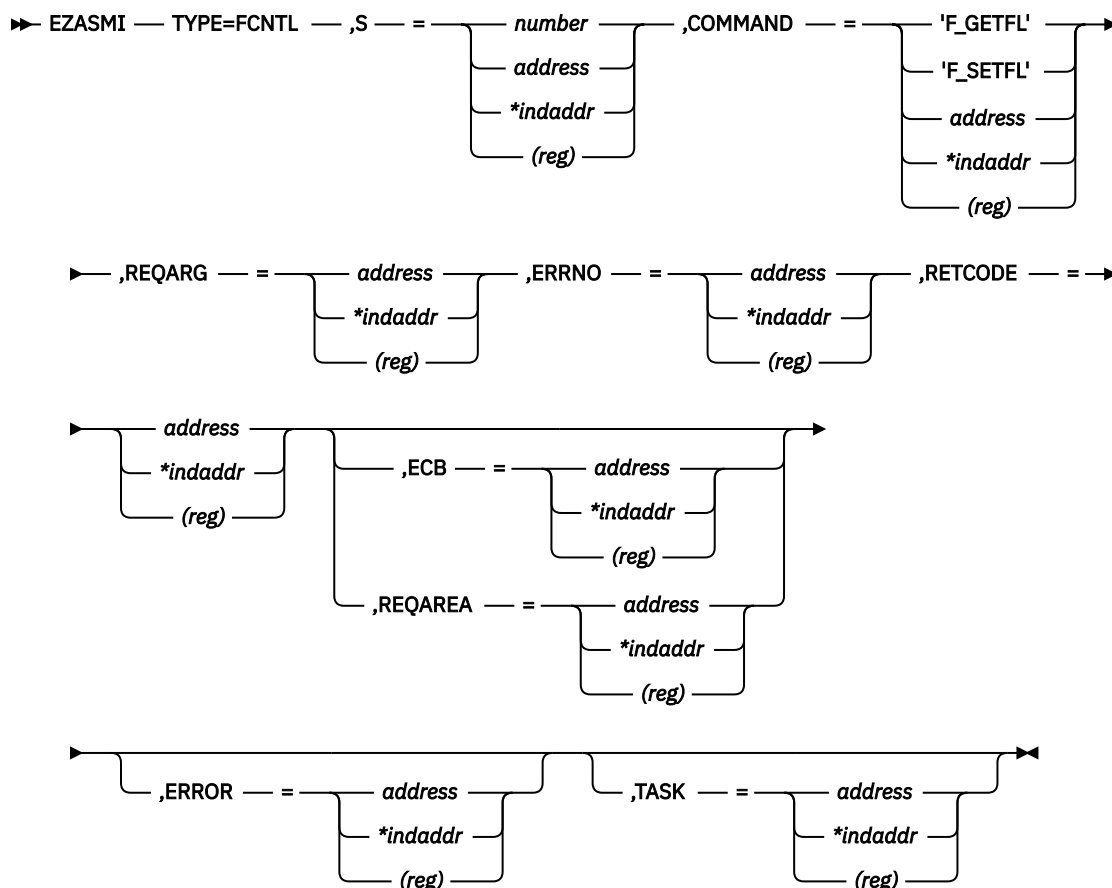 EZASMI TYPE=FCNTL ,S = number ,COMMAND = 'F_GETFL'
address 'F_SETFL'
*indaddr address
(reg) *indaddr
(reg)
,REQARG = address ,ERRNO = address ,RETCODE =
*indaddr *indaddr
(reg) (reg)
address
*indaddr ,ECB = address
(reg) *indaddr
(reg)
,REQAREA = address
*indaddr
(reg)
,ERROR = address ,TASK = address
*indaddr *indaddr
(reg) (reg)